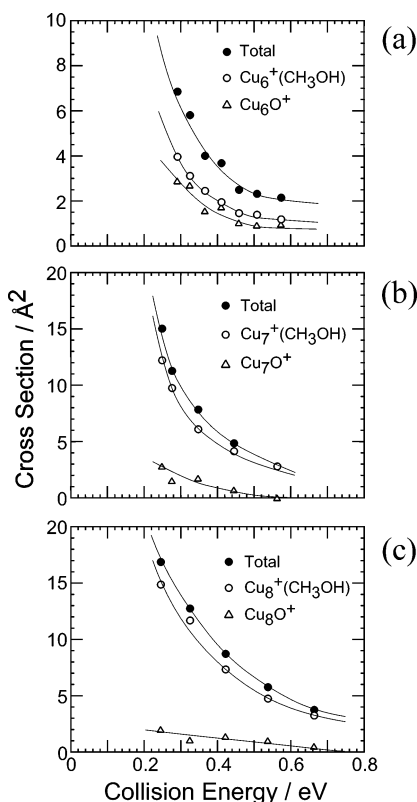 (a)
10
8
6
4
2
0
Total
Cu₆⁺(CH₃OH)
Cu₆O⁺
(b)
20
15
10
5
0
Total
Cu₇⁺(CH₃OH)
Cu₇O⁺
(c)
20
15
10
5
0
Total
Cu₈⁺(CH₃OH)
Cu₈O⁺
0 0.2 0.4 0.6 0.8
Collision Energy / eV
Cross Section / Å²